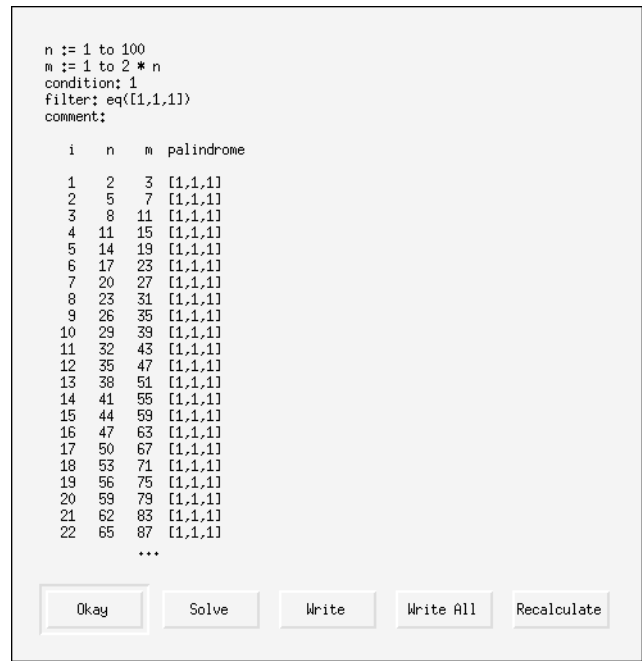 n := 1 to 100
m := 1 to 2 * n
condition: 1
filter: eq([1,1,1])
comment:
i n m palindrome
1 2 3 [1,1,1]
2 5 7 [1,1,1]
3 8 11 [1,1,1]
4 11 15 [1,1,1]
5 14 19 [1,1,1]
6 17 23 [1,1,1]
7 20 27 [1,1,1]
8 23 31 [1,1,1]
9 26 35 [1,1,1]
10 29 39 [1,1,1]
11 32 43 [1,1,1]
12 35 47 [1,1,1]
13 38 51 [1,1,1]
14 41 55 [1,1,1]
15 44 59 [1,1,1]
16 47 63 [1,1,1]
17 50 67 [1,1,1]
18 53 71 [1,1,1]
19 56 75 [1,1,1]
20 59 79 [1,1,1]
21 62 83 [1,1,1]
22 65 87 [1,1,1]
...
Okay Solve Write Write All Recalculate